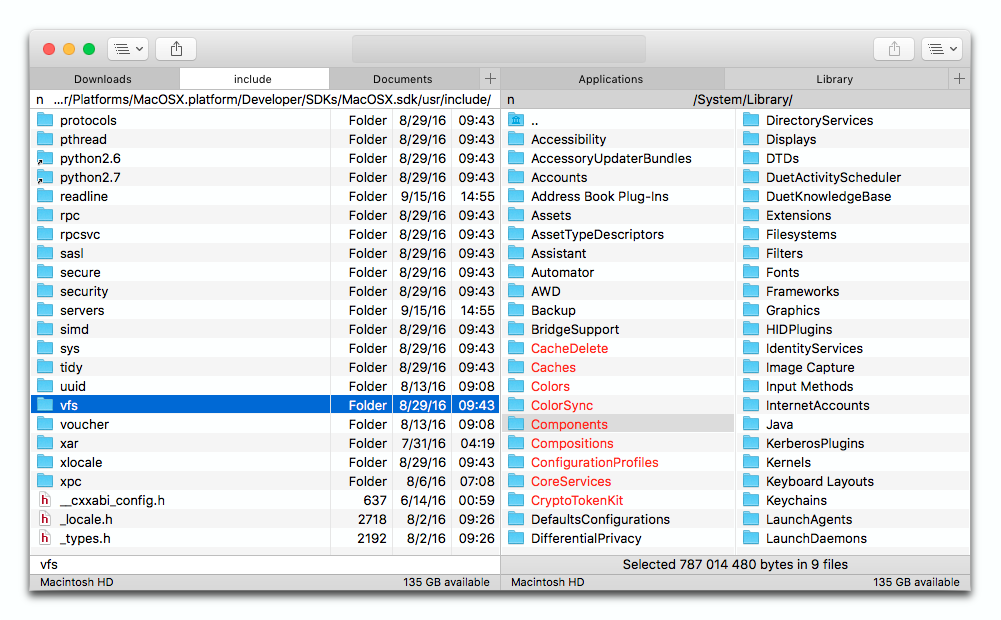 Downloads include Documents +
n ...r/Platforms/MacOSX.platform/Developer/SDKs/MacOSX.sdk/usr/include/
protocols Folder 8/29/16 09:43
pthread Folder 8/29/16 09:43
python2.6 Folder 8/29/16 09:43
python2.7 Folder 8/29/16 09:43
readline Folder 9/15/16 14:55
rpc Folder 8/29/16 09:43
rpcsvc Folder 8/29/16 09:43
sasl Folder 8/29/16 09:43
secure Folder 8/29/16 09:43
security Folder 8/29/16 09:43
servers Folder 9/15/16 14:55
simd Folder 8/29/16 09:43
sys Folder 8/29/16 09:43
tidy Folder 8/29/16 09:43
uuid Folder 8/13/16 09:08
vfs Folder 8/29/16 09:43
voucher Folder 8/13/16 09:08
xar Folder 7/31/16 04:19
xlocale Folder 8/29/16 09:43
xpc Folder 8/6/16 07:08
h __cxxabi_config.h 637 6/14/16 00:59
h _locale.h 2718 8/2/16 09:26
h _types.h 2192 8/2/16 09:26
vfs
Macintosh HD 135 GB available
Applications Library +
n /System/Library/
..
Accessibility
AccessoryUpdaterBundles
Accounts
Address Book Plug-Ins
Assets
AssetTypeDescriptors
Assistant
Automator
AWD
Backup
BridgeSupport
CacheDelete
Caches
Colors
ColorSync
Components
Compositions
ConfigurationProfiles
CoreServices
CryptoTokenKit
DefaultsConfigurations
DifferentialPrivacy
DirectoryServices
Displays
DTDs
DuetActivityScheduler
DuetKnowledgeBase
Extensions
Filesystems
Filters
Fonts
Frameworks
Graphics
HIDPlugins
IdentityServices
Image Capture
Input Methods
InternetAccounts
Java
KerberosPlugins
Kernels
Keyboard Layouts
Keychains
LaunchAgents
LaunchDaemons
Selected 787 014 480 bytes in 9 files
Macintosh HD 135 GB available